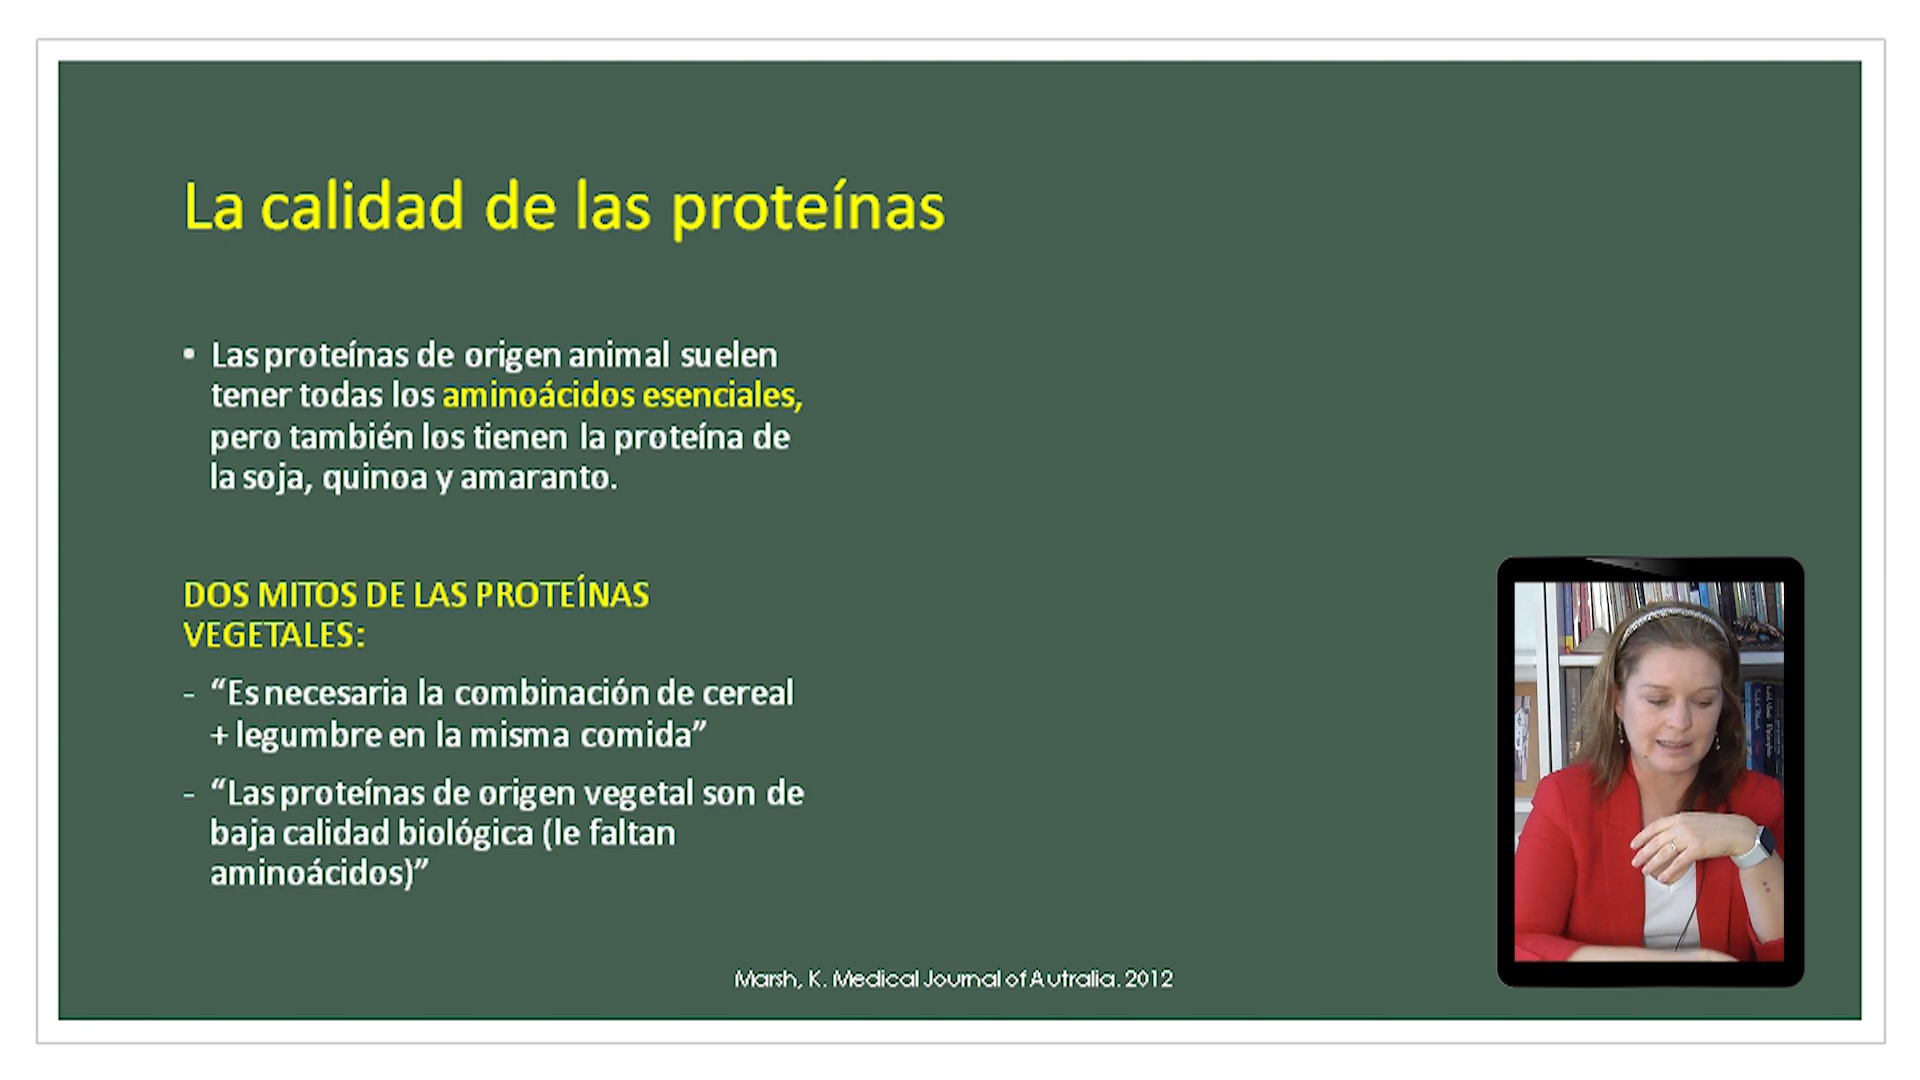 La calidad de las proteínas
• Las proteínas de origen animal suelen
tener todas los aminoácidos esenciales,
pero también los tienen la proteína de
la soja, quinoa y amaranto.
DOS MITOS DE LAS PROTEÍNAS
VEGETALES:
- “Es necesaria la combinación de cereal
+ legumbre en la misma comida”
- “Las proteínas de origen vegetal son de
baja calidad biológica (le faltan
aminoácidos)”
Marsh, K. Medical Journal of Autralia. 2012